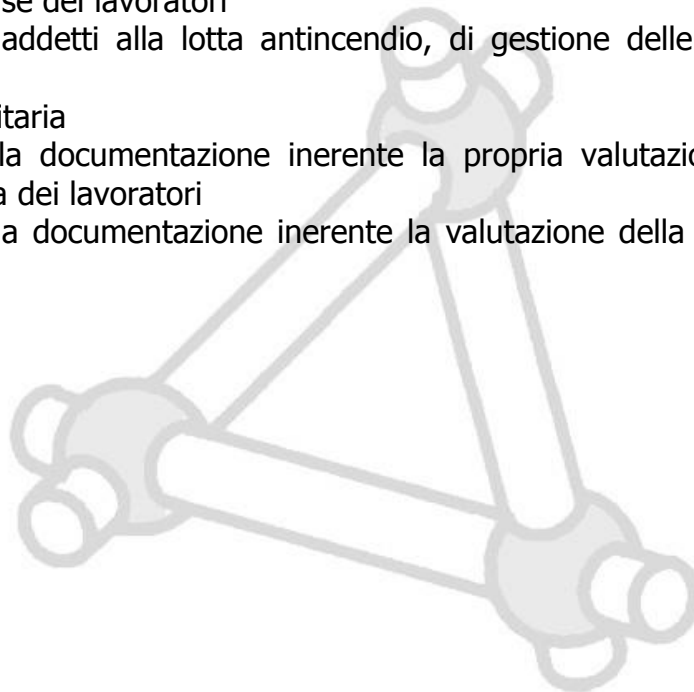 se dei lavoratori
addetti alla lotta antincendio, di gestione delle
itaria
la documentazione inerente la propria valutazio
a dei lavoratori
a documentazione inerente la valutazione della